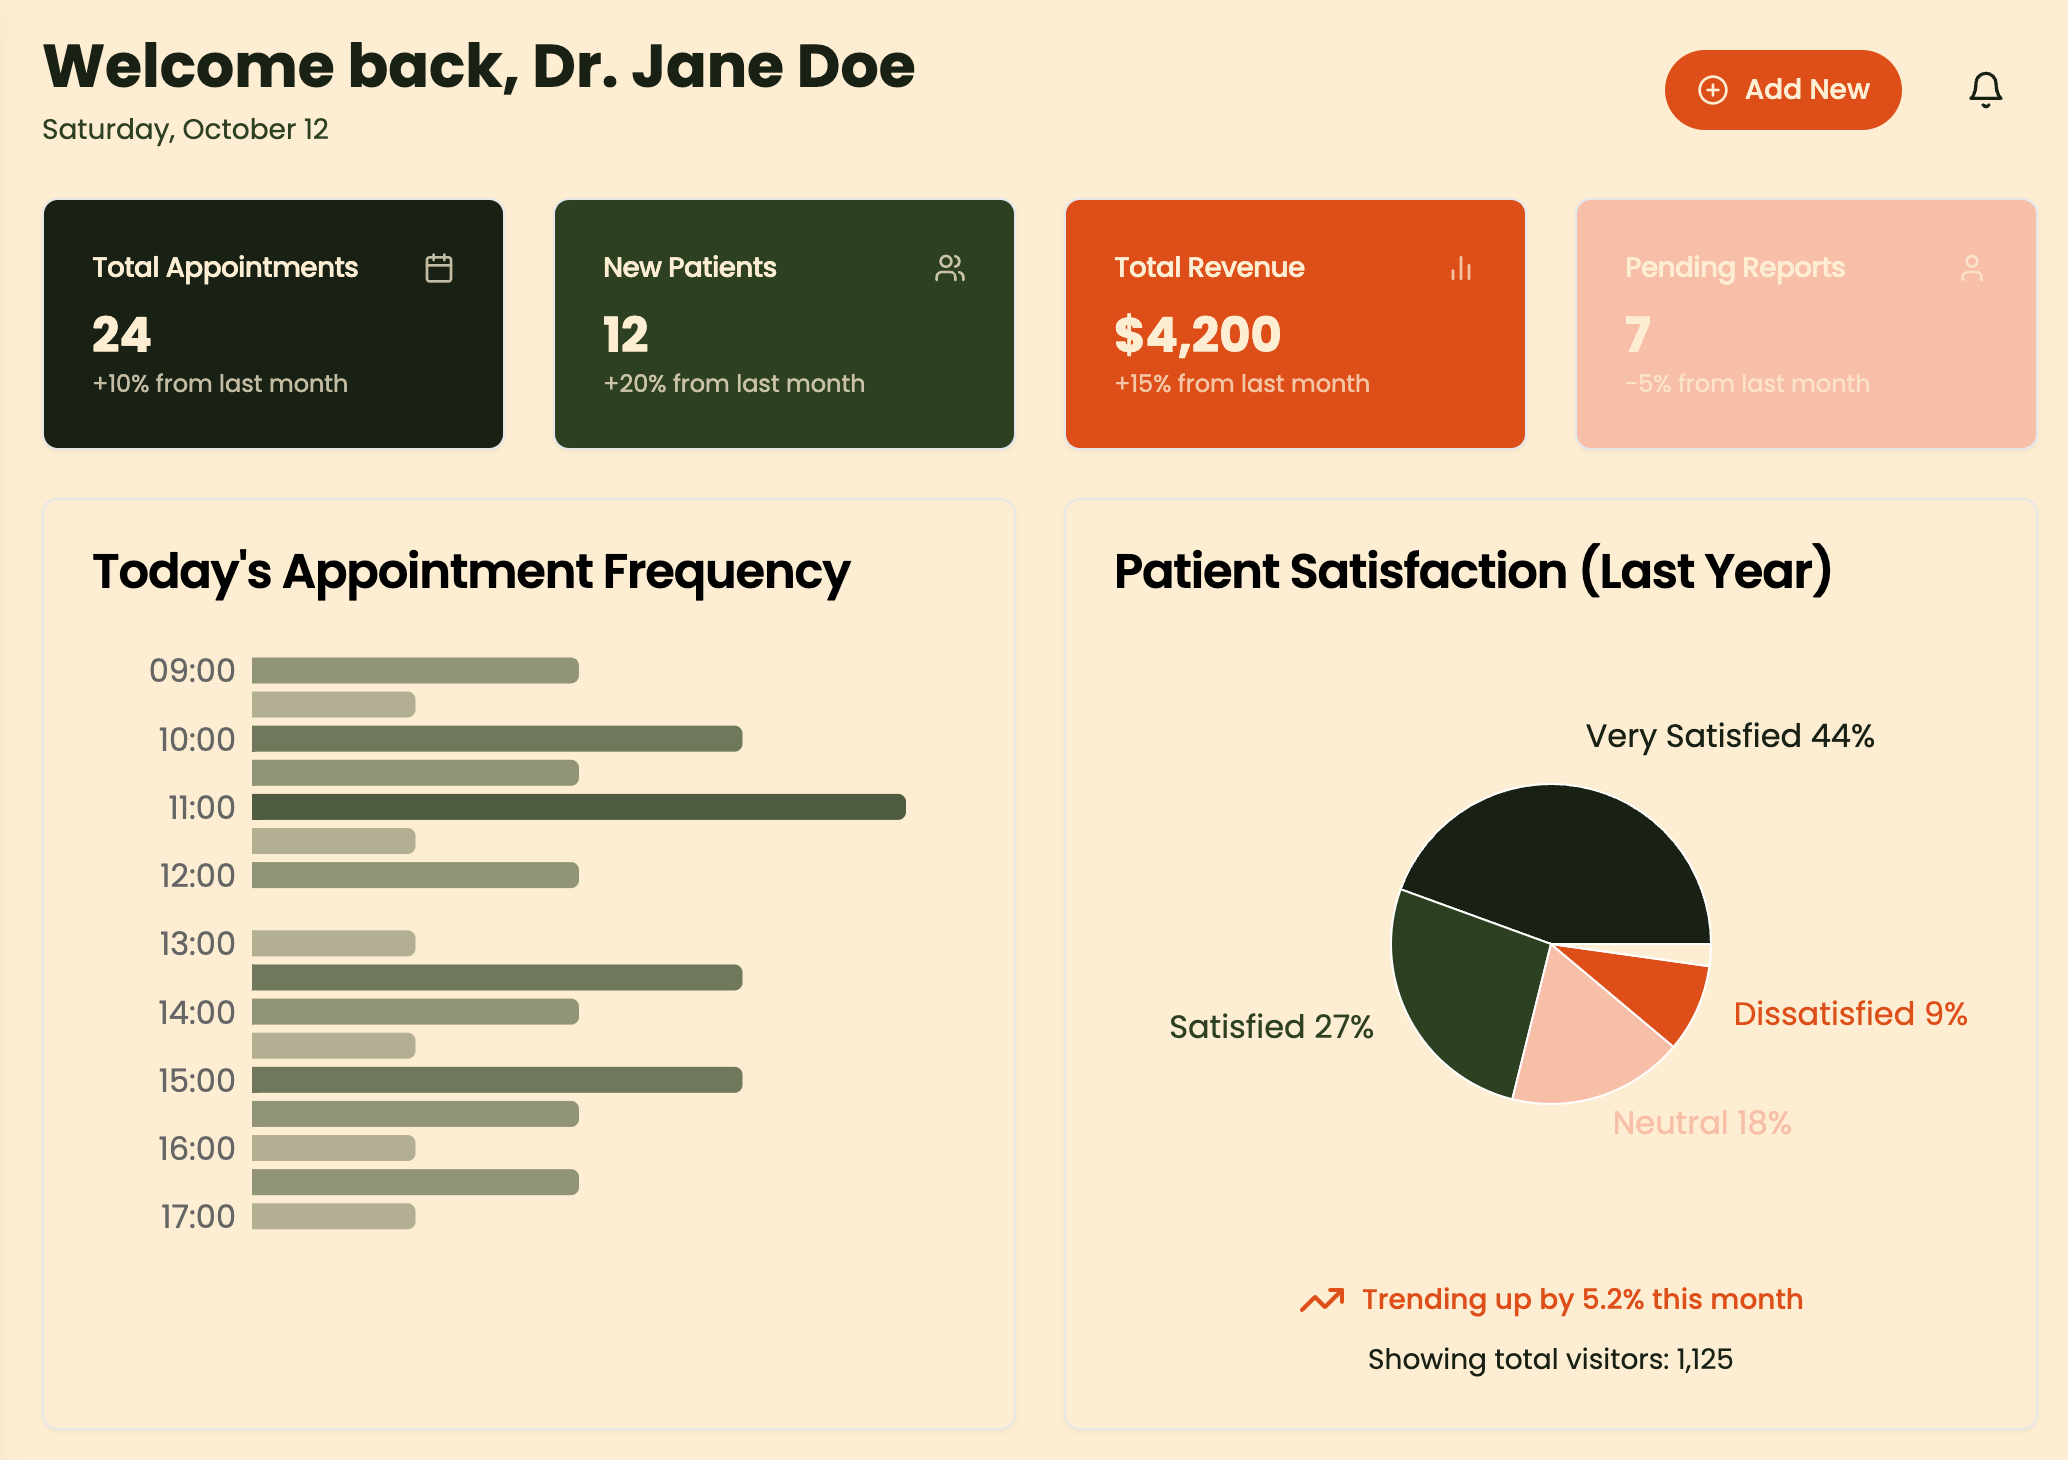 Welcome back, Dr. Jane Doe
Saturday, October 12
Add New
Total Appointments
24
+10% from last month
New Patients
12
+20% from last month
Total Revenue
$4,200
+15% from last month
Pending Reports
7
-5% from last month
Today's Appointment Frequency
09:00
10:00
11:00
12:00
13:00
14:00
15:00
16:00
17:00
Patient Satisfaction (Last Year)
Very Satisfied 44%
Satisfied 27%
Dissatisfied 9%
Neutral 18%
Trending up by 5.2% this month
Showing total visitors: 1,125